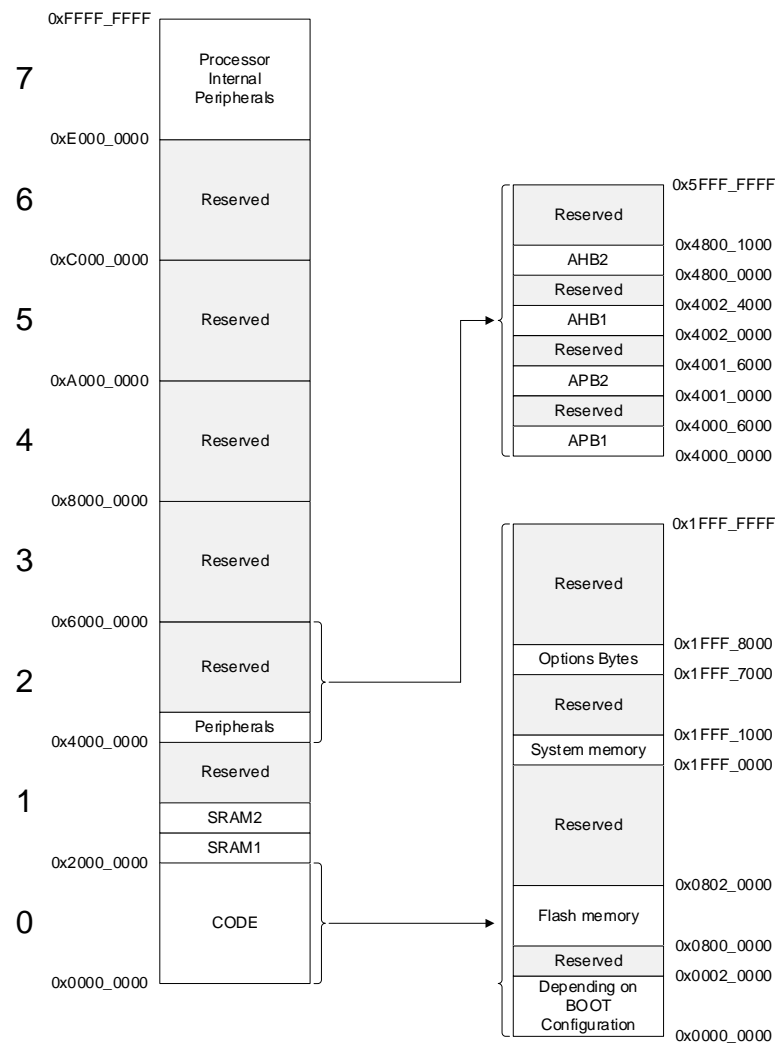 0xFFFF_FFFF
7
Processor
Internal
Peripherals
0xE000_0000
6
Reserved
0xC000_0000
5
Reserved
0xA000_0000
4
Reserved
0x8000_0000
3
Reserved
0x6000_0000
2
Reserved
Peripherals
0x4000_0000
Reserved
1
SRAM2
SRAM1
0x2000_0000
0
CODE
0x0000_0000
0x5FFF_FFFF
Reserved
0x4800_1000
AHB2
0x4800_0000
Reserved
0x4002_4000
AHB1
0x4002_0000
Reserved
0x4001_6000
APB2
0x4001_0000
Reserved
0x4000_6000
APB1
0x4000_0000
0x1FFF_FFFF
Reserved
0x1FFF_8000
Options Bytes
0x1FFF_7000
Reserved
0x1FFF_1000
System memory
0x1FFF_0000
Reserved
0x0802_0000
Flash memory
0x0800_0000
Reserved
0x0002_0000
Depending on
BOOT
Configuration
0x0000_0000